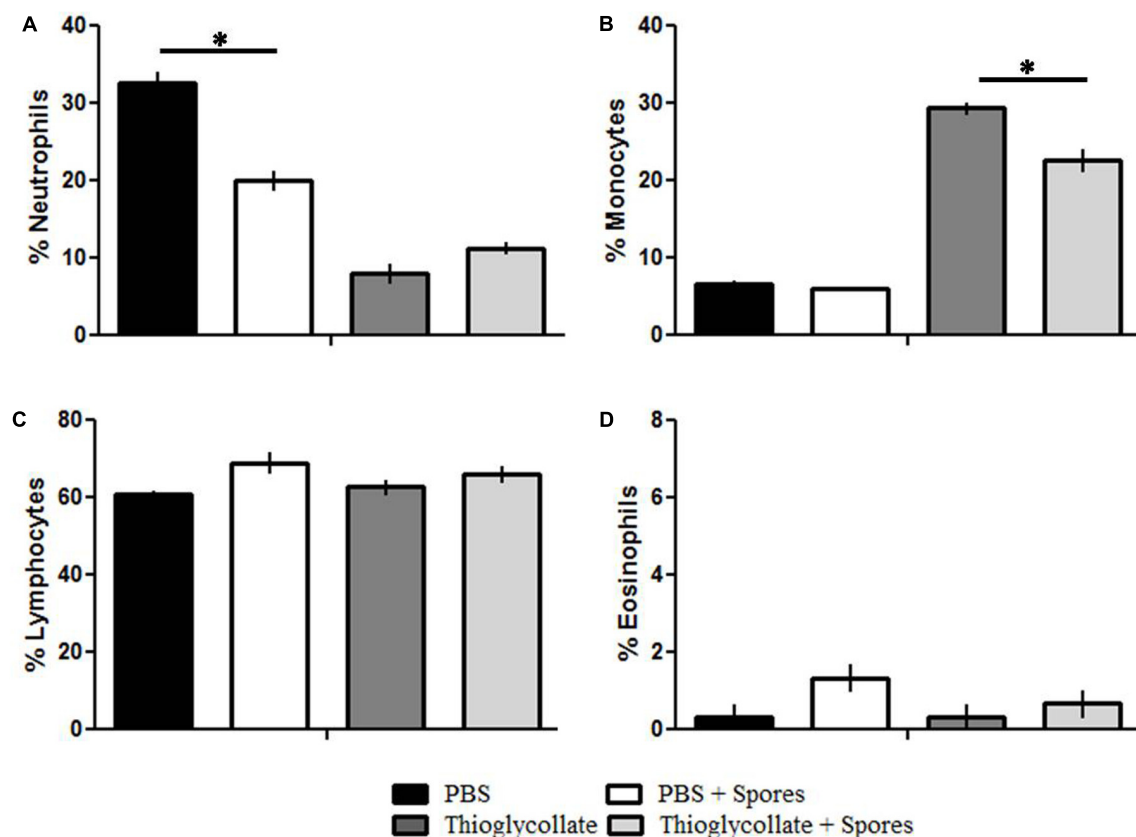 A
% Neutrophils
40
30
20
10
0
*
B
% Monocytes
40
30
20
10
0
*
C
% Lymphocytes
80
60
40
20
0
D
% Eosinophils
8
6
4
2
0
PBS
PBS + Spores
Thioglycollate
Thioglycollate + Spores